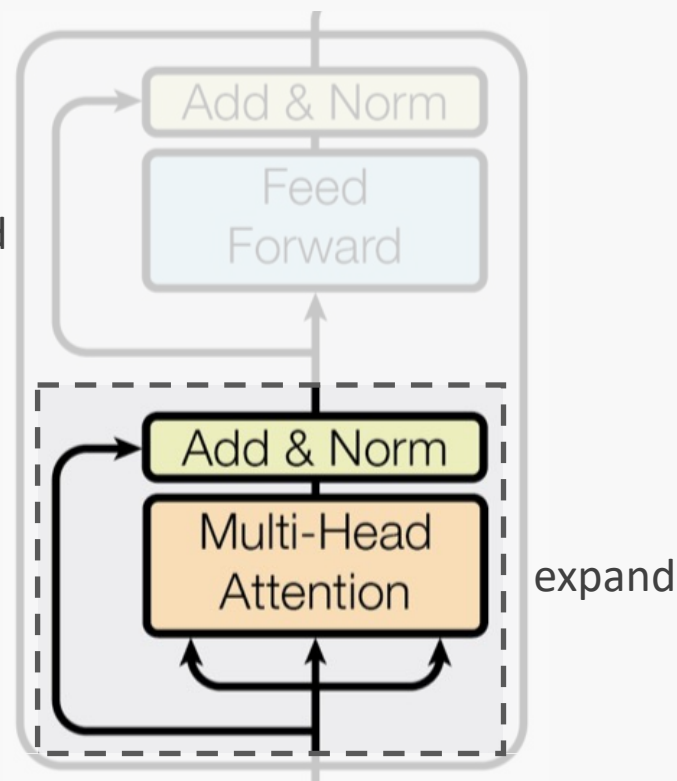 Add & Norm
Feed
Forward
Add & Norm
Multi-Head
Attention
expand